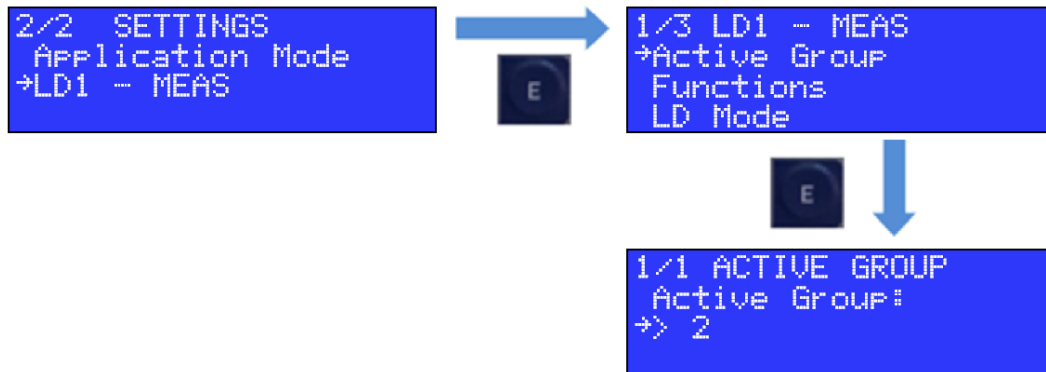 2/2 SETTINGS
Application Mode
→LD1 - MEAS
E
1/3 LD1 - MEAS
→Active Group
Functions
LD Mode
E
1/1 ACTIVE GROUP
Active Group:
→> 2